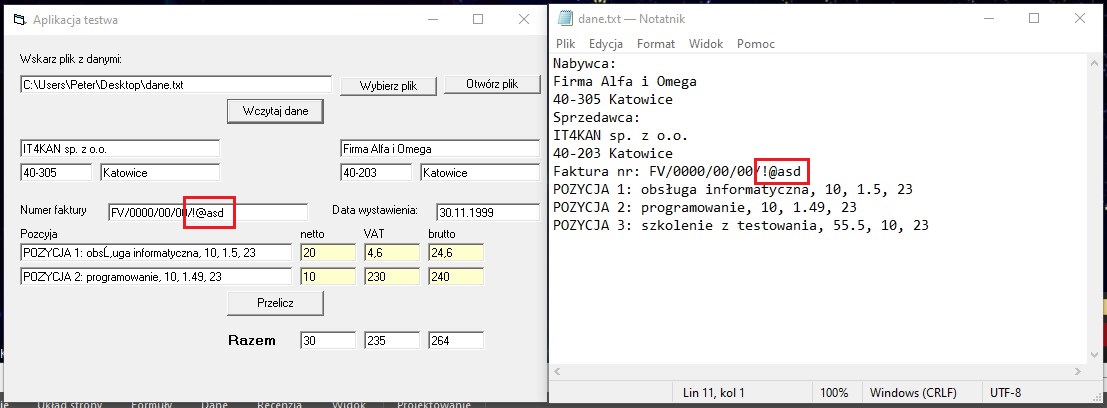 Aplikacja testwa
Wskarz plik z danymi:
C:\Users\Peter\Desktop\dane.txt
Wybierz plik
Otwórz plik
Wczytaj dane
IT4KAN sp. z o.o.
Firma Alfa i Omega
40-305
Katowice
40-203
Katowice
Numer faktury
FV/0000/00/00/!@asd
Data wystawienia:
30.11.1999
Pozcyja
netto
VAT
brutto
POZYCJA 1: obsĹ‚uga informatyczna, 10, 1.5, 23
20
4,6
24,6
POZYCJA 2: programowanie, 10, 1.49, 23
10
230
240
Przelicz
Razem
30
235
264
dane.txt — Notatnik
Plik Edycja Format Widok Pomoc
Nabywca:
Firma Alfa i Omega
40-305 Katowice
Sprzedawca:
IT4KAN sp. z o.o.
40-203 Katowice
Faktura nr: FV/0000/00/00/!@asd
POZYCJA 1: obsługa informatyczna, 10, 1.5, 23
POZYCJA 2: programowanie, 10, 1.49, 23
POZYCJA 3: szkolenie z testowania, 55.5, 10, 23
Lin 11, kol 1
100%
Windows (CRLF)
UTF-8
Układ strony Formuły Dane Recenzja Widok Projektowanie